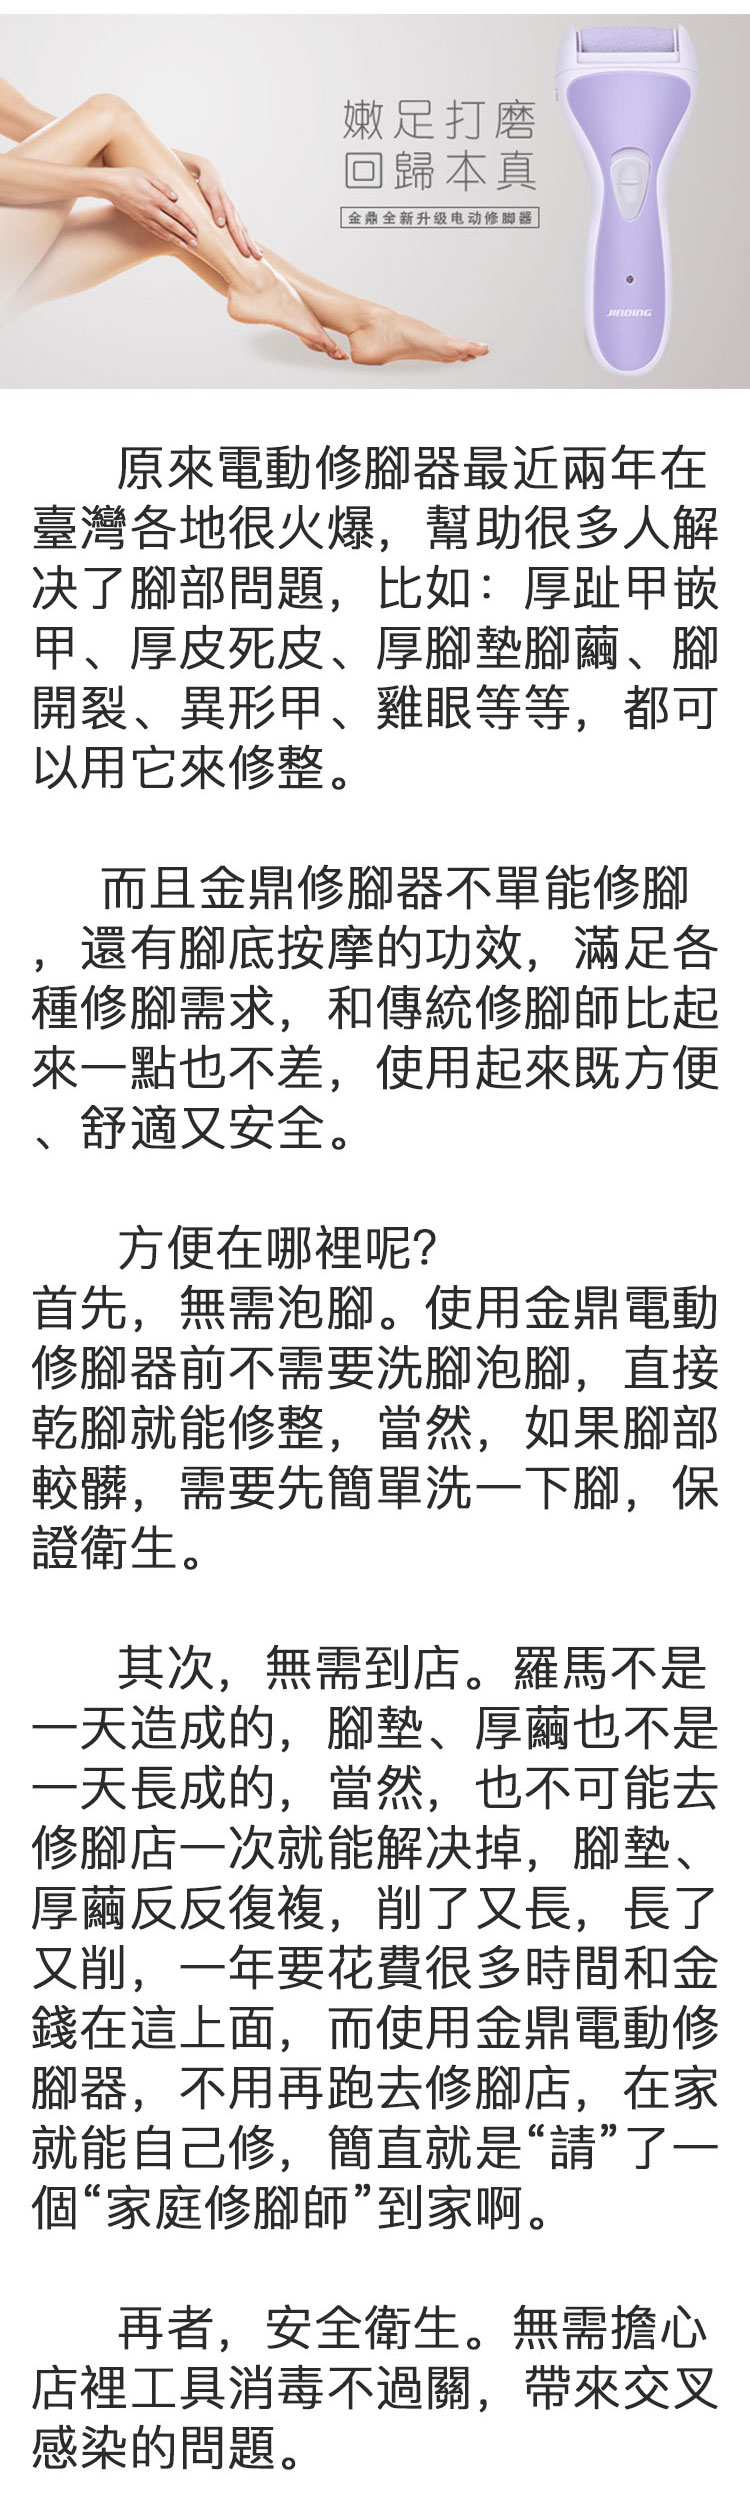 嫩足打磨
回歸本真
金鼎全新升级电动修脚器
JINDING
原來電動修腳器最近兩年在
臺灣各地很火爆，幫助很多人解
決了腳部問題，比如：厚趾甲嵌
甲、厚皮死皮、厚腳墊腳繭、腳
開裂、異形甲、雞眼等等，都可
以用它來修整。
而且金鼎修腳器不單能修腳
，還有腳底按摩的功效，滿足各
種修腳需求，和傳統修腳師比起
來一點也不差，使用起來既方便
、舒適又安全。
方便在哪裡呢？
首先，無需泡腳。使用金鼎電動
修腳器前不需要洗腳泡腳，直接
乾腳就能修整，當然，如果腳部
較髒，需要先簡單洗一下腳，保
證衛生。
其次，無需到店。羅馬不是
一天造成的，腳墊、厚繭也不是
一天長成的，當然，也不可能去
修腳店一次就能解決掉，腳墊、
厚繭反反復複，削了又長，長了
又削，一年要花費很多時間和金
錢在這上面，而使用金鼎電動修
腳器，不用再跑去修腳店，在家
就能自己修，簡直就是“請”了一
個“家庭修腳師”到家啊。
再者，安全衛生。無需擔心
店裡工具消毒不過關，帶來交叉
感染的問題。